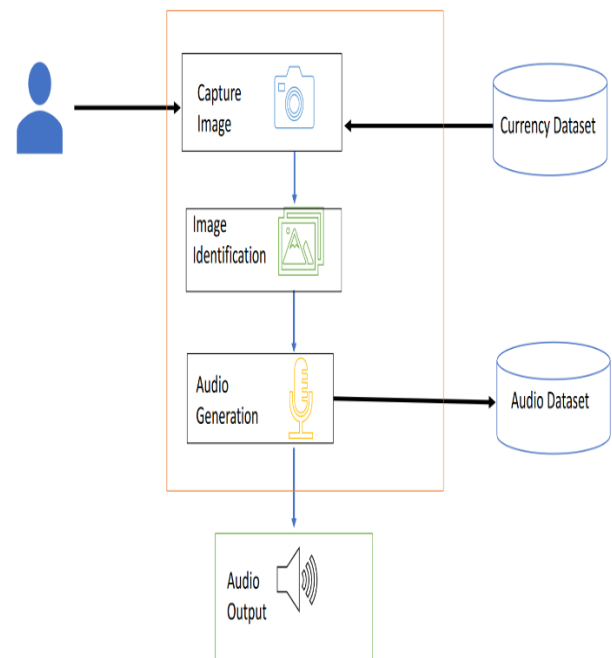 Capture
Image
Currency Dataset
Image
Identification
Audio
Generation
Audio Dataset
Audio
Output